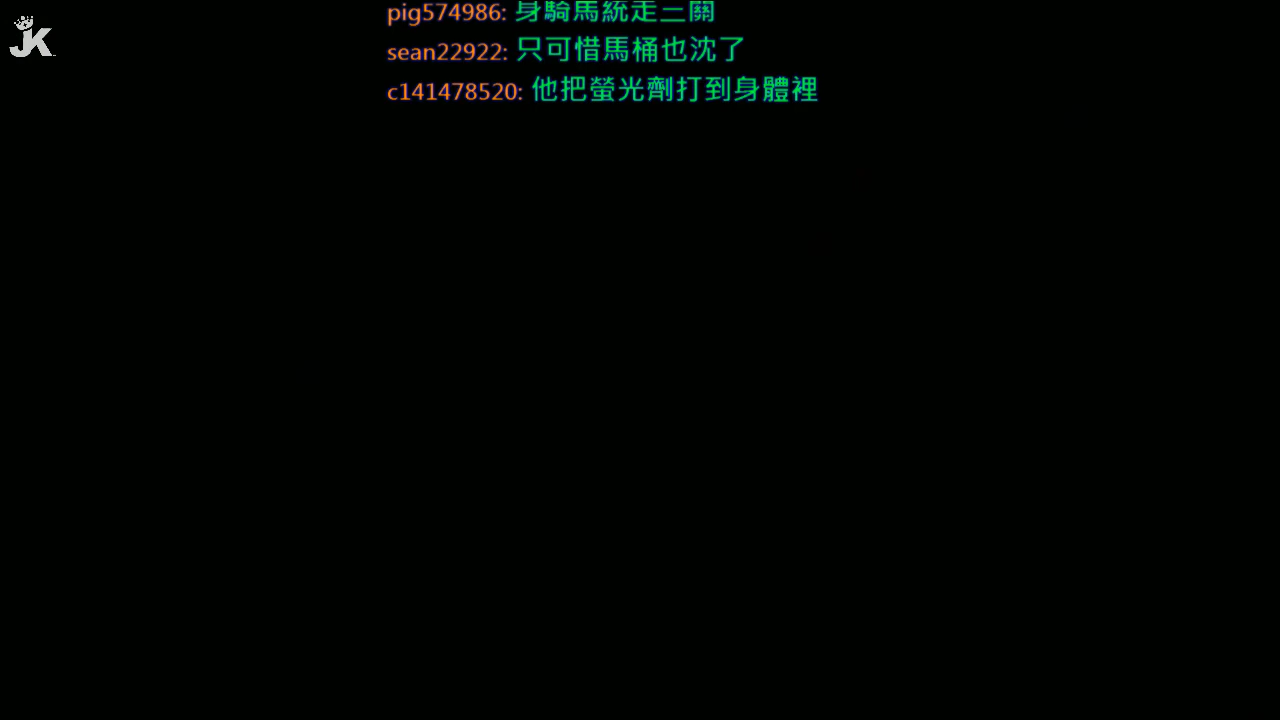 JK
pig574986: 身騎馬統走三關
sean22922: 只可惜馬桶也沈了
c141478520: 他把螢光劑打到身體裡